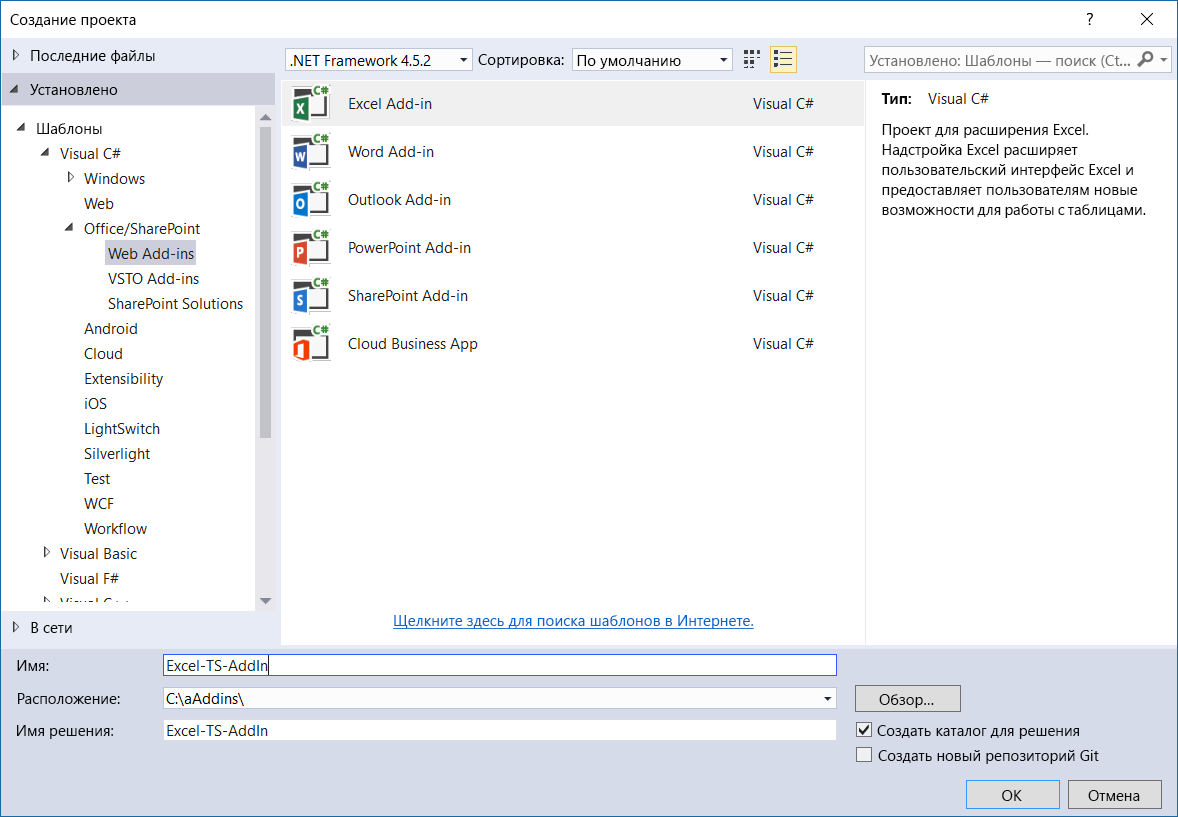 Создание проекта
?
Последние файлы
.NET Framework 4.5.2
Сортировка:
По умолчанию
Установлено: Шаблоны — поиск (Ct...
Установлено
Шаблоны
Visual C#
Windows
Web
Office/SharePoint
Web Add-ins
VSTO Add-ins
SharePoint Solutions
Android
Cloud
Extensibility
iOS
LightSwitch
Silverlight
Test
WCF
Workflow
Visual Basic
Visual F#
Visual C++
В сети
Excel Add-in Visual C#
Word Add-in Visual C#
Outlook Add-in Visual C#
PowerPoint Add-in Visual C#
SharePoint Add-in Visual C#
Cloud Business App Visual C#
Щелкните здесь для поиска шаблонов в Интернете.
Тип: Visual C#
Проект для расширения Excel.
Надстройка Excel расширяет
пользовательский интерфейс Excel и
предоставляет пользователям новые
возможности для работы с таблицами.
Имя: Excel-TS-AddIn
Расположение: C:\aAddins\
Обзор...
Имя решения: Excel-TS-AddIn
Создать каталог для решения
Создать новый репозиторий Git
OK
Отмена